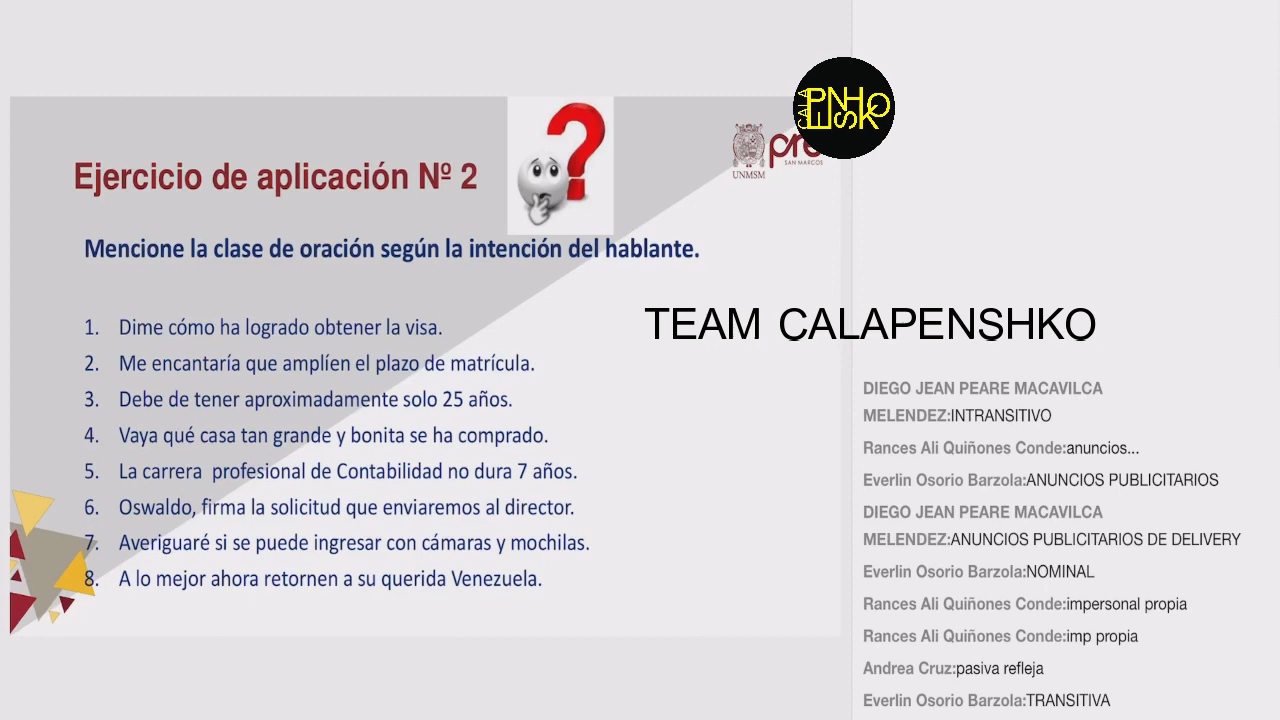 CALA
PENHO
ESK
pre
SAN MARCOS
UNMSM
Ejercicio de aplicación Nº 2
Mencione la clase de oración según la intención del hablante.
1. Dime cómo ha logrado obtener la visa.
2. Me encantaría que amplíen el plazo de matrícula.
3. Debe de tener aproximadamente solo 25 años.
4. Vaya qué casa tan grande y bonita se ha comprado.
5. La carrera profesional de Contabilidad no dura 7 años.
6. Oswaldo, firma la solicitud que enviaremos al director.
7. Averiguaré si se puede ingresar con cámaras y mochilas.
8. A lo mejor ahora retornen a su querida Venezuela.
TEAM CALAPENSHKO
DIEGO JEAN PEARE MACAVILCA
MELENDEZ:INTRANSITIVO
Rances Ali Quiñones Conde:anuncios...
Everlin Osorio Barzola:ANUNCIOS PUBLICITARIOS
DIEGO JEAN PEARE MACAVILCA
MELENDEZ:ANUNCIOS PUBLICITARIOS DE DELIVERY
Everlin Osorio Barzola:NOMINAL
Rances Ali Quiñones Conde:impersonal propia
Rances Ali Quiñones Conde:imp propia
Andrea Cruz:pasiva refleja
Everlin Osorio Barzola:TRANSITIVA